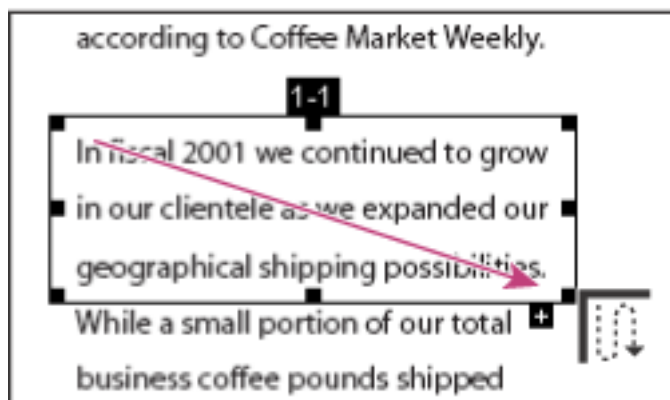 according to Coffee Market Weekly.
1-1
In fiscal 2001 we continued to grow
in our clientele as we expanded our
geographical shipping possibilities.
While a small portion of our total
business coffee pounds shipped